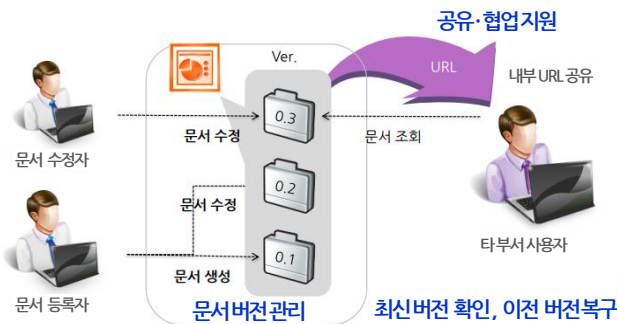 공유·협업 지원
Ver.
URL
내부 URL 공유
0.3
문서 수정
문서 조회
문서 수정자
0.2
문서 수정
타부서 사용자
0.1
문서 생성
문서 등록자
문서 버전 관리
최신 버전 확인, 이전 버전 복구